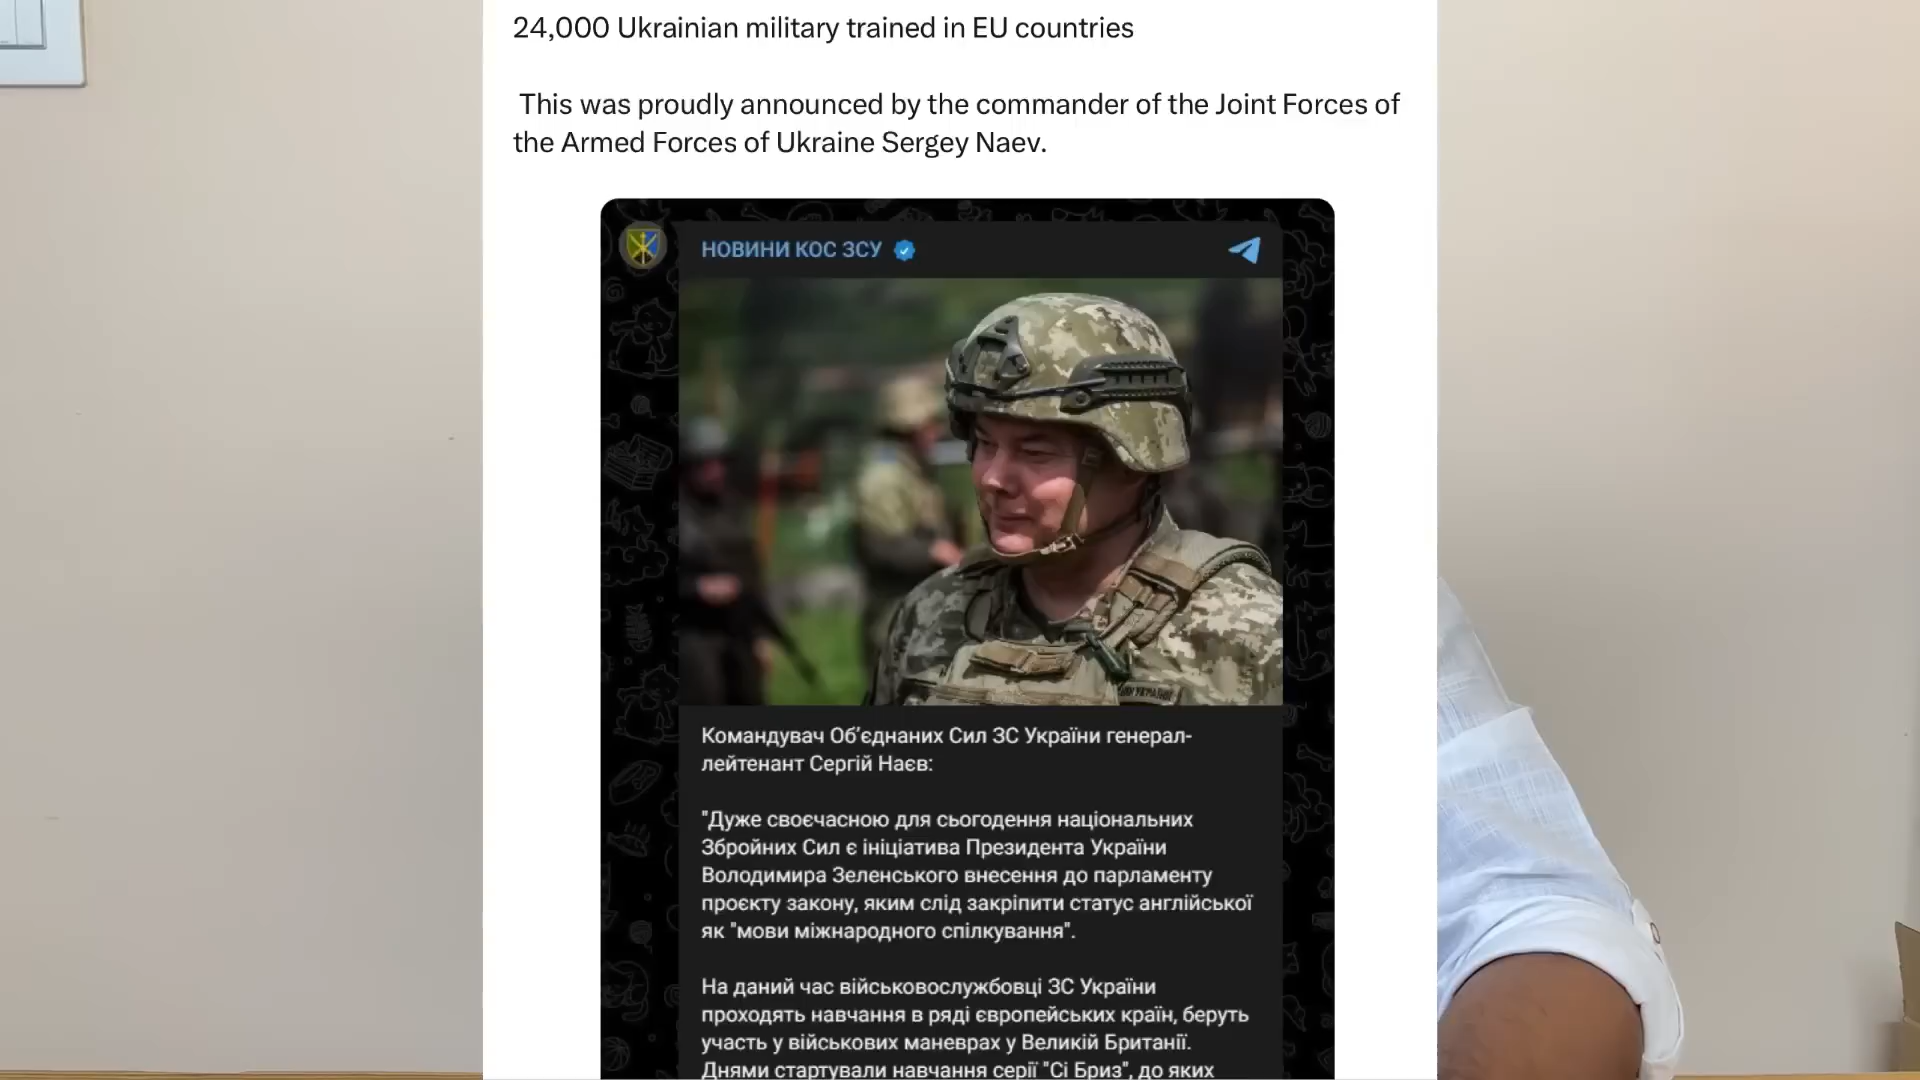 24,000 Ukrainian military trained in EU countries
This was proudly announced by the commander of the Joint Forces of
the Armed Forces of Ukraine Sergey Naev.
НОВИНИ КОС ЗСУ
Командувач Об'єднаних Сил ЗС України генерал-
лейтенант Сергій Наєв:
"Дуже своєчасною для сьогодення національних
Збройних Сил є ініціатива Президента України
Володимира Зеленського внесення до парламенту
проєкту закону, яким слід закріпити статус англійської
як "мови міжнародного спілкування".
На даний час військовослужбовці ЗС України
проходять навчання в ряді європейських країн, беруть
участь у військових маневрах у Великій Британії.
Днями стартували навчання серії "Сі Бриз", до яких